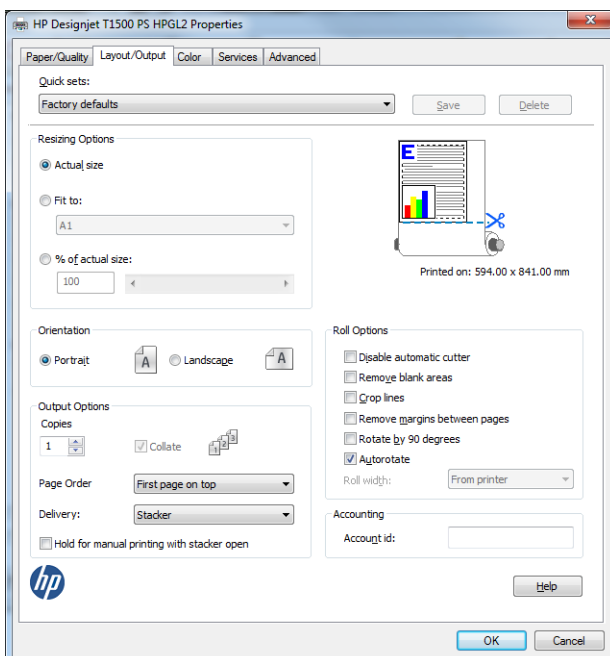 HP Designjet T1500 PS HPGL2 Properties
Paper/Quality Layout/Output Color Services Advanced
Quick sets:
Factory defaults
Save Delete
Resizing Options
Actual size
Fit to:
A1
% of actual size:
100
E
Printed on: 594.00 x 841.00 mm
Orientation
Portrait A Landscape A
Roll Options
Disable automatic cutter
Remove blank areas
Crop lines
Remove margins between pages
Rotate by 90 degrees
Autorotate
Roll width: From printer
Output Options
Copies
1 Collate 1 2 3
Page Order First page on top
Delivery: Stacker
Hold for manual printing with stacker open
Accounting
Account id:
hp
Help
OK Cancel